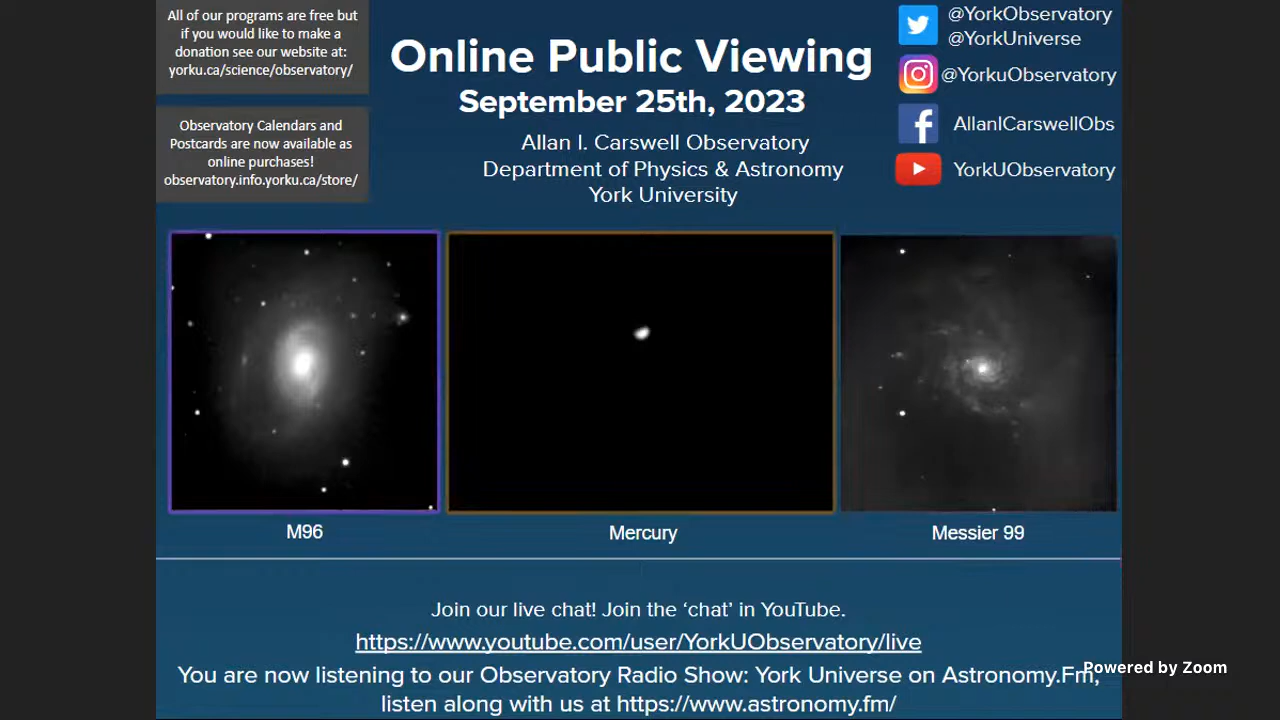 All of our programs are free but
if you would like to make a
donation see our website at:
yorku.ca/science/observatory/
Observatory Calendars and
Postcards are now available as
online purchases!
observatory.info.yorku.ca/store/
Online Public Viewing
September 25th, 2023
Allan I. Carswell Observatory
Department of Physics & Astronomy
York University
@YorkObservatory
@YorkUniverse
@YorkuObservatory
AllanICarswellObs
YorkUObservatory
M96
Mercury
Messier 99
Join our live chat! Join the ‘chat’ in YouTube.
https://www.youtube.com/user/YorkUObservatory/live
You are now listening to our Observatory Radio Show: York Universe on Astronomy.Fm,
listen along with us at https://www.astronomy.fm/
Powered by Zoom